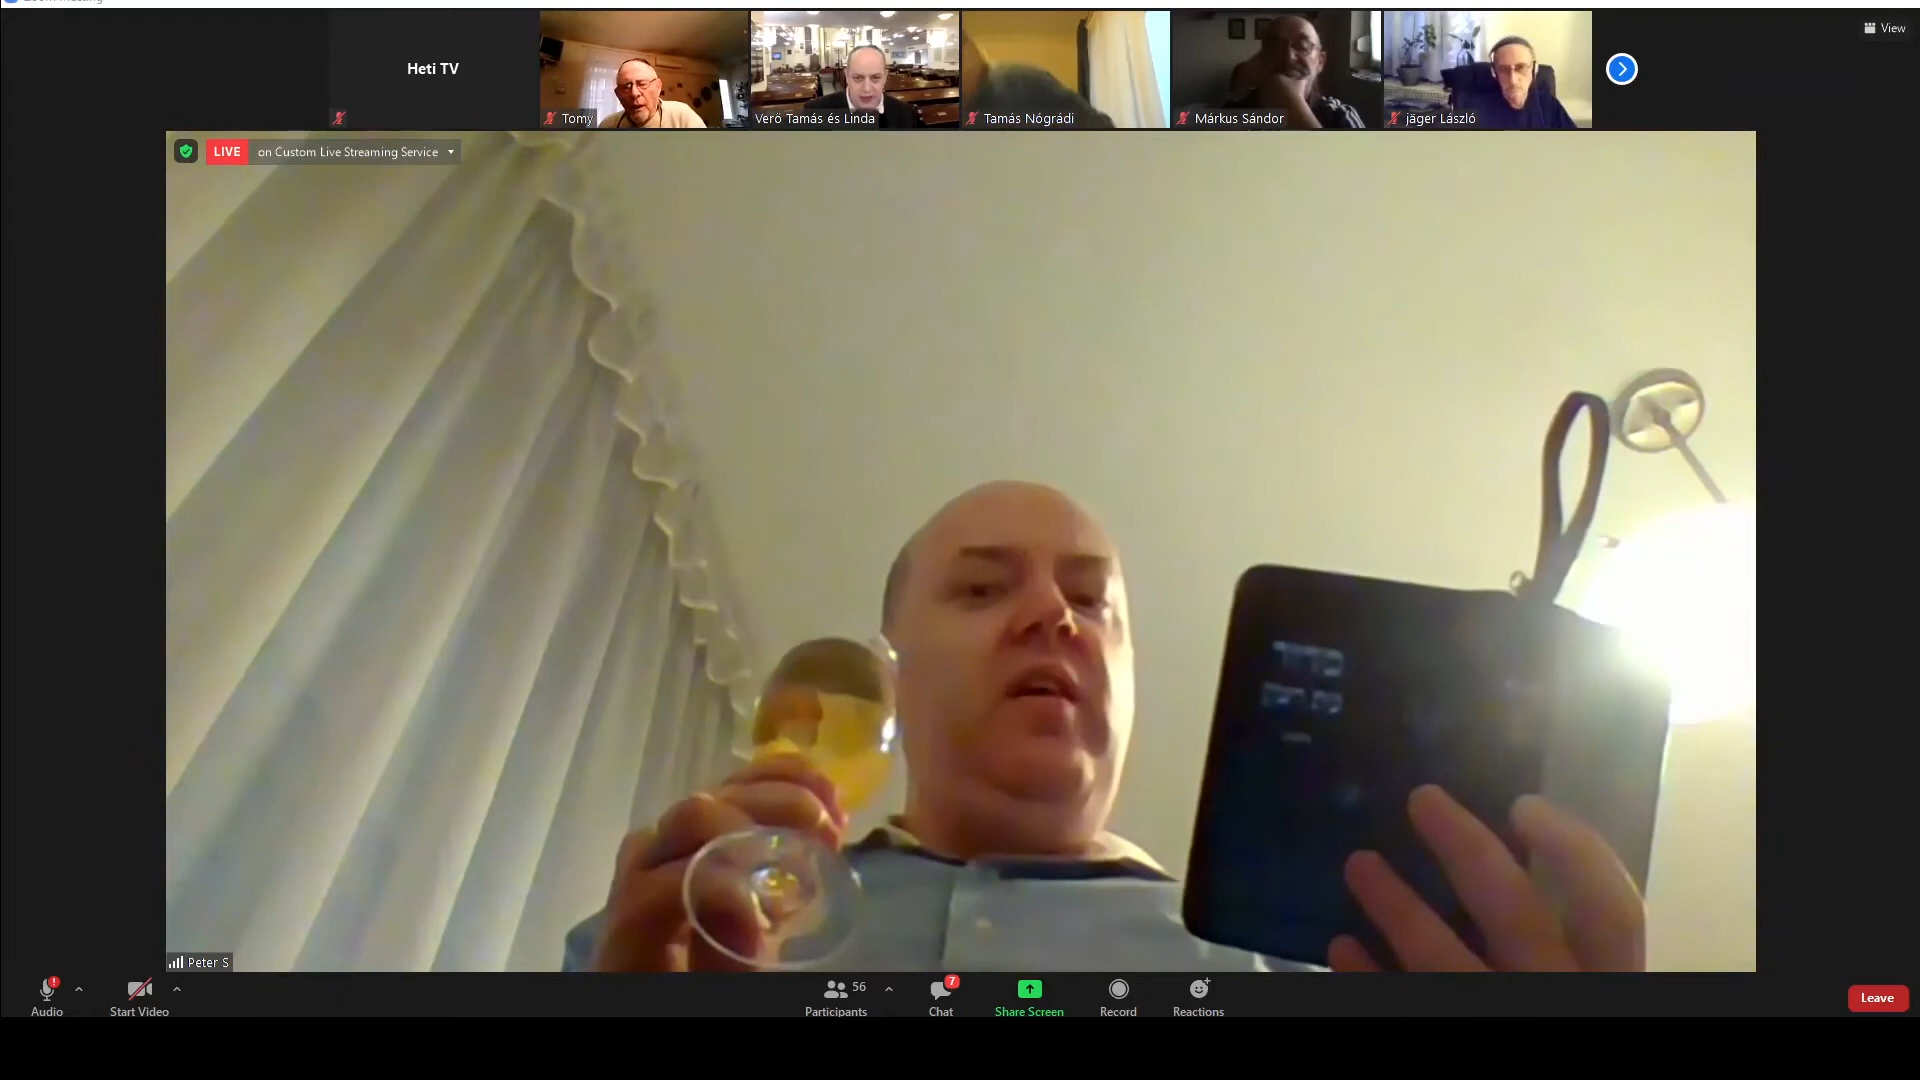 View
Heti TV
Tomy
Verö Tamás és Linda
Tamás Nógrádi
Márkus Sándor
jäger László
LIVE on Custom Live Streaming Service
Peter S
Audio
Start Video
56
Participants
7
Chat
Share Screen
Record
Reactions
Leave